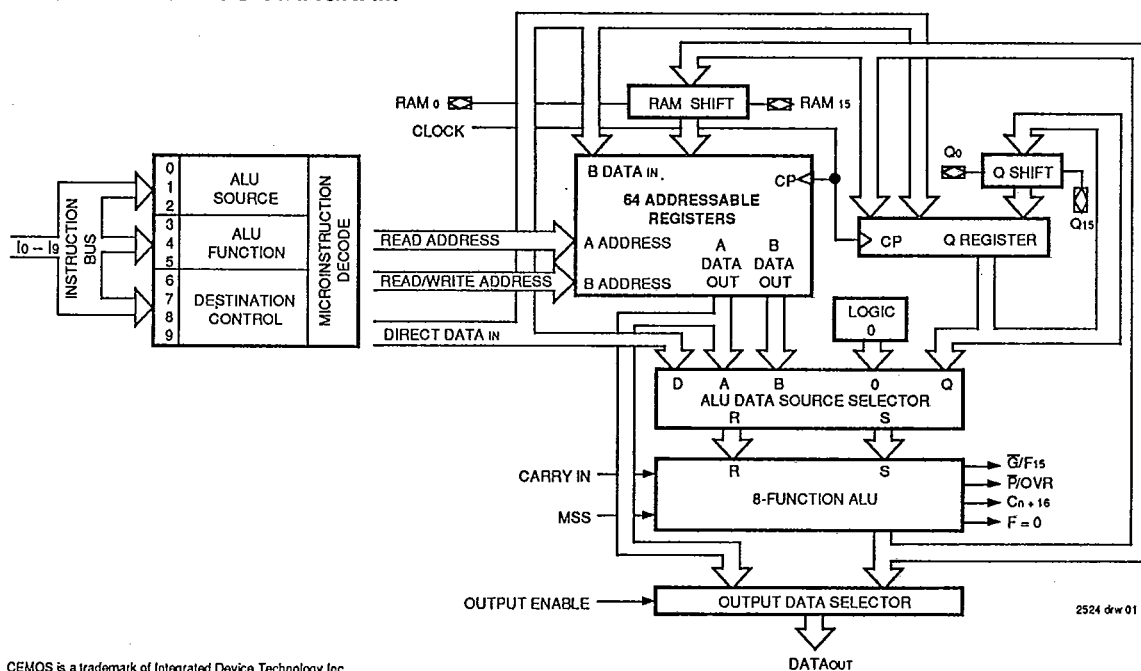 RAM 0
RAM SHIFT
RAM 15
CLOCK
Q0
Q SHIFT
Q15
B DATA IN
CP
64 ADDRESSABLE
REGISTERS
CP
Q REGISTER
I0 – I9
INSTRUCTION
BUS
0
1
2
3
4
5
6
7
8
9
ALU
SOURCE
ALU
FUNCTION
DESTINATION
CONTROL
MICROINSTRUCTION
DECODE
READ ADDRESS
A ADDRESS
READ/WRITE ADDRESS
B ADDRESS
A
DATA
OUT
B
DATA
OUT
DIRECT DATA IN
LOGIC
0
D A B 0 Q
ALU DATA SOURCE SELECTOR
R S
CARRY IN
MSS
R S
8-FUNCTION ALU
G̅/F15
P̅/OVR
Cn + 16
F = 0
OUTPUT ENABLE
OUTPUT DATA SELECTOR
2524 drw 01
DATAOUT
CEMOS is a trademark of Integrated Device Technology Inc